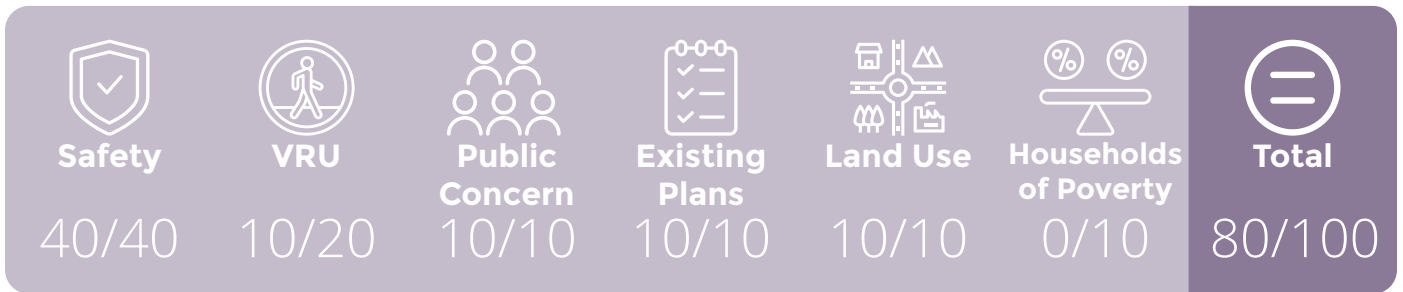 Safety
40/40
VRU
10/20
Public
Concern
10/10
Existing
Plans
10/10
Land Use
10/10
Households
of Poverty
0/10
Total
80/100